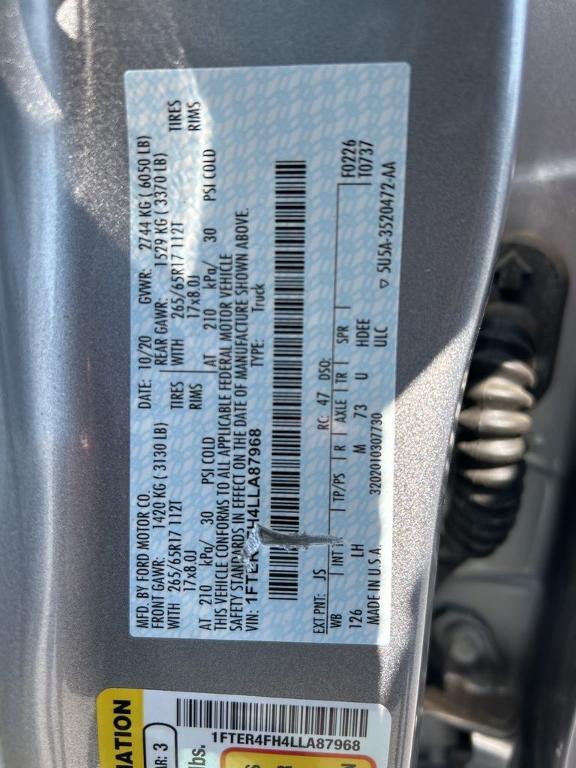 MFD. BY FORD MOTOR CO.
DATE: 10/20 GVWR: 2744 KG ( 6050 LB)
FRONT GAWR: 1420 KG ( 3130 LB) REAR GAWR: 1529 KG ( 3370 LB)
WITH 265/65R17 112T TIRES WITH 265/65R17 112T TIRES
17x8.0J RIMS 17x8.0J RIMS
AT 210 kPa/ 30 PSI COLD AT 210 kPa/ 30 PSI COLD
THIS VEHICLE CONFORMS TO ALL APPLICABLE FEDERAL MOTOR VEHICLE
SAFETY STANDARDS IN EFFECT ON THE DATE OF MANUFACTURE SHOWN ABOVE.
VIN: 1FTER4FH4LLA87968 TYPE: Truck
EXT PNT: JS RC: 47 DSO: F0226
WB INT TP/PS R AXLE TR SPR T0737
126 LH M 73 U HDEE
MADE IN U.S.A. 3202010307730 ULC
5U5A-3520472-AA
1FTER4FH4LLA87968
lbs.